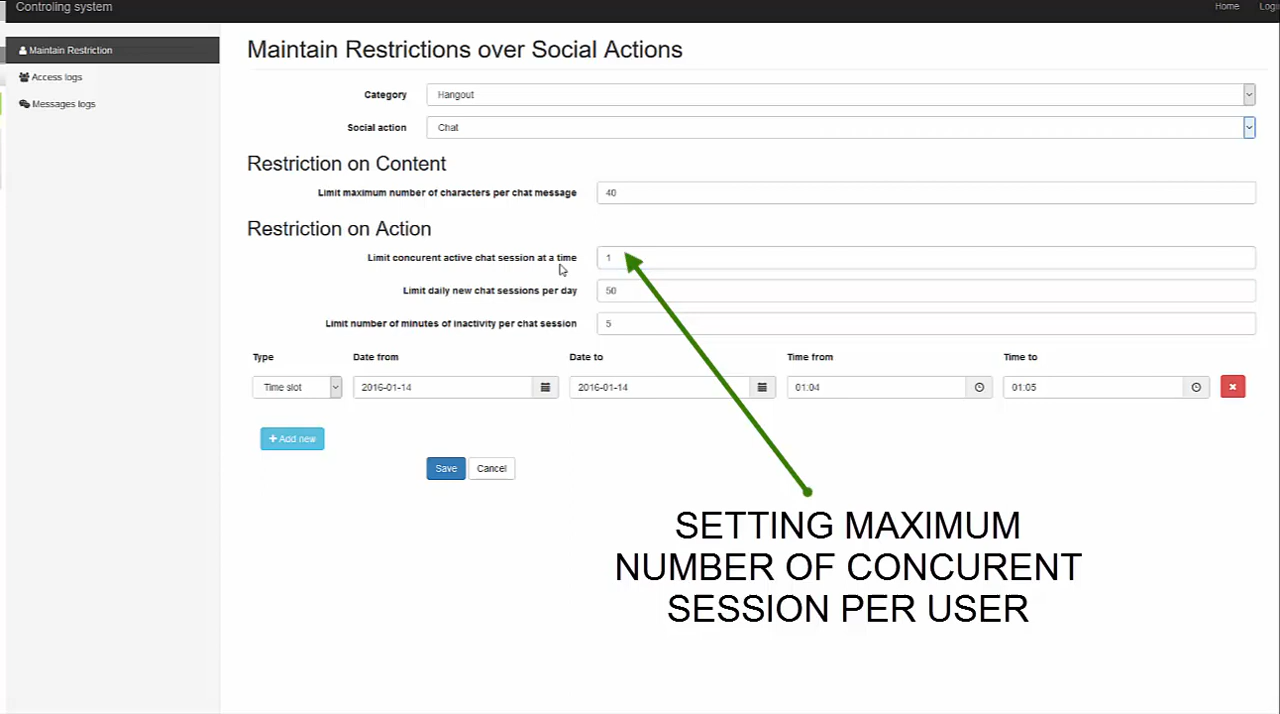 Controling system
Home
Maintain Restriction
Access logs
Messages logs
Maintain Restrictions over Social Actions
Category Hangout
Social action Chat
Restriction on Content
Limit maximum number of characters per chat message 40
Restriction on Action
Limit concurent active chat session at a time 1
Limit daily new chat sessions per day 50
Limit number of minutes of inactivity per chat session 5
Type Date from Date to Time from Time to
Time slot 2016-01-14 2016-01-14 01:04 01:05
Add new
Save Cancel
SETTING MAXIMUM
NUMBER OF CONCURENT
SESSION PER USER